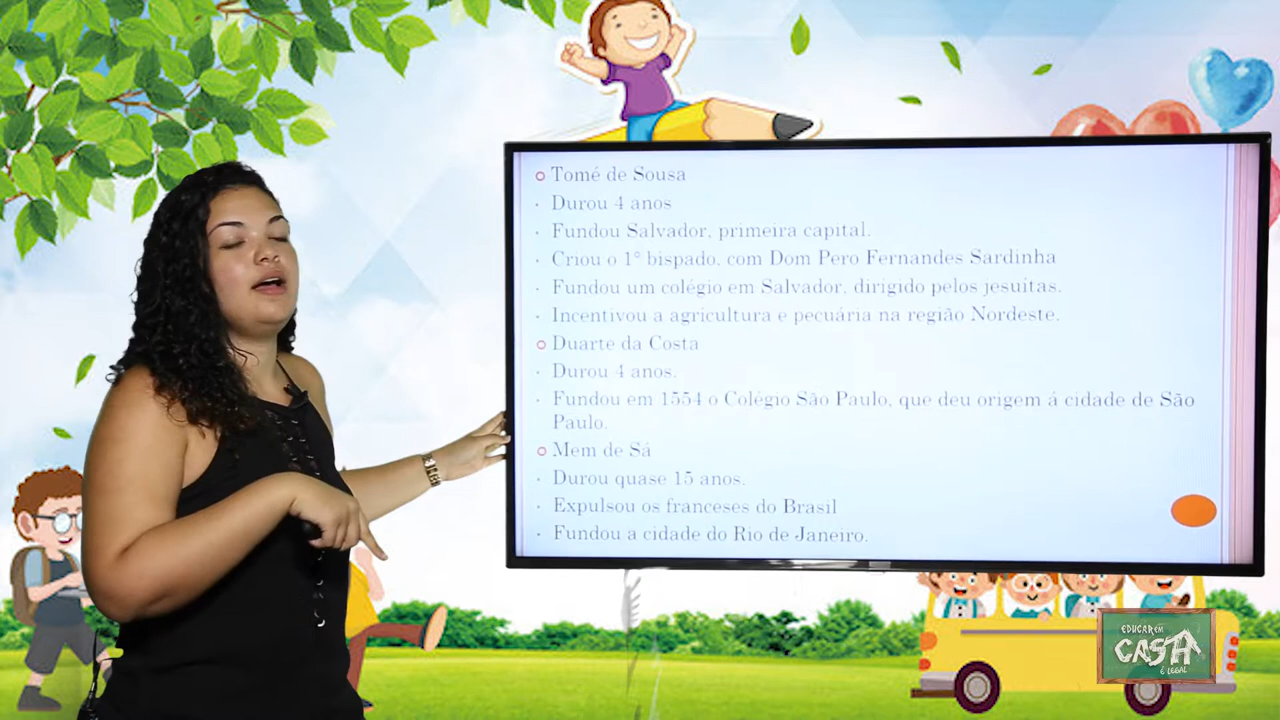 Tomé de Sousa
Durou 4 anos
Fundou Salvador, primeira capital.
Criou o 1° bispado, com Dom Pero Fernandes Sardinha
Fundou um colégio em Salvador, dirigido pelos jesuítas.
Incentivou a agricultura e pecuária na região Nordeste.
Duarte da Costa
Durou 4 anos.
Fundou em 1554 o Colégio São Paulo, que deu origem á cidade de São
Paulo.
Mem de Sá
Durou quase 15 anos.
Expulsou os franceses do Brasil
Fundou a cidade do Rio de Janeiro.
EDUCAR EM
CASA
É LEGAL